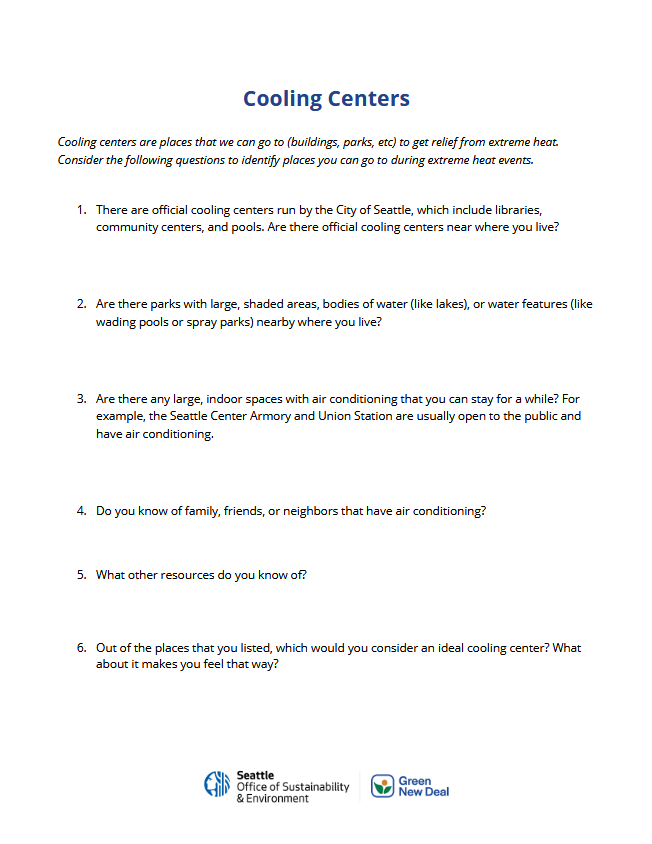 Cooling Centers
Cooling centers are places that we can go to (buildings, parks, etc) to get relief from extreme heat.
Consider the following questions to identify places you can go to during extreme heat events.
1. There are official cooling centers run by the City of Seattle, which include libraries,
community centers, and pools. Are there official cooling centers near where you live?
2. Are there parks with large, shaded areas, bodies of water (like lakes), or water features (like
wading pools or spray parks) nearby where you live?
3. Are there any large, indoor spaces with air conditioning that you can stay for a while? For
example, the Seattle Center Armory and Union Station are usually open to the public and
have air conditioning.
4. Do you know of family, friends, or neighbors that have air conditioning?
5. What other resources do you know of?
6. Out of the places that you listed, which would you consider an ideal cooling center? What
about it makes you feel that way?
Seattle
Office of Sustainability
& Environment
Green
New Deal